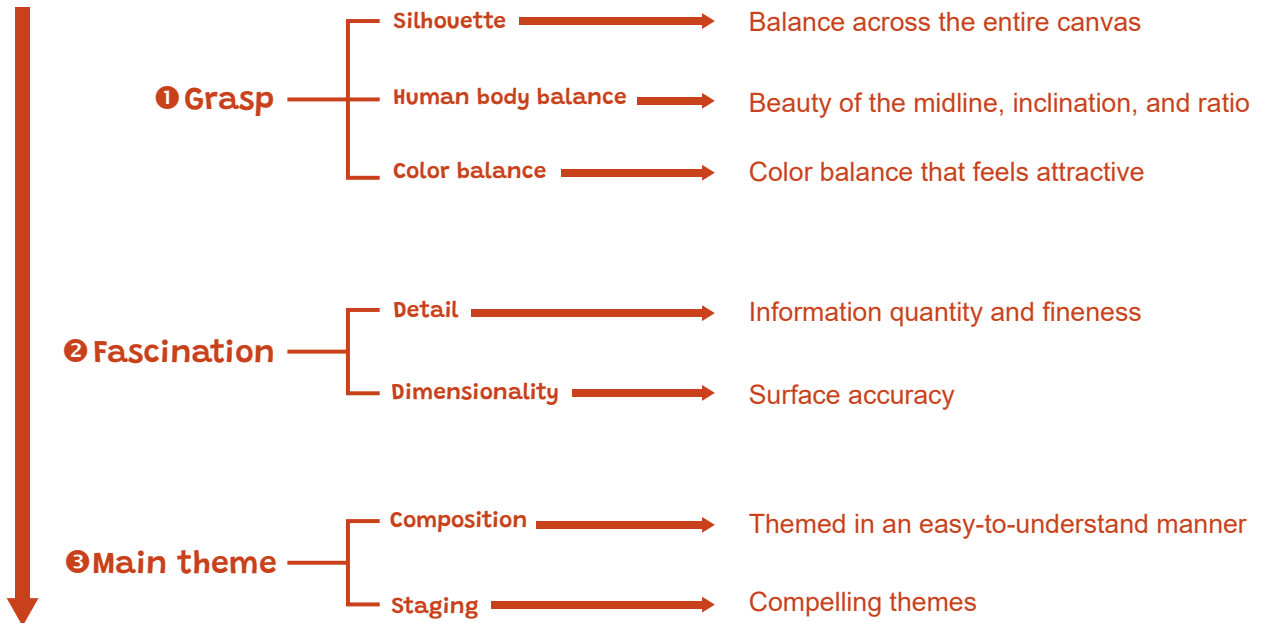 Silhouette Balance across the entire canvas
❶Grasp Human body balance Beauty of the midline, inclination, and ratio
Color balance Color balance that feels attractive
Detail Information quantity and fineness
❷Fascination
Dimensionality Surface accuracy
Composition Themed in an easy-to-understand manner
❸Main theme
Staging Compelling themes